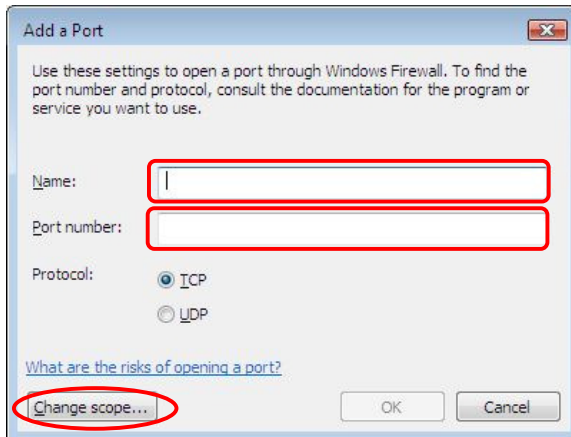 Add a Port
Use these settings to open a port through Windows Firewall. To find the
port number and protocol, consult the documentation for the program or
service you want to use.
Name:
Port number:
Protocol:
TCP
UDP
What are the risks of opening a port?
Change scope... OK Cancel